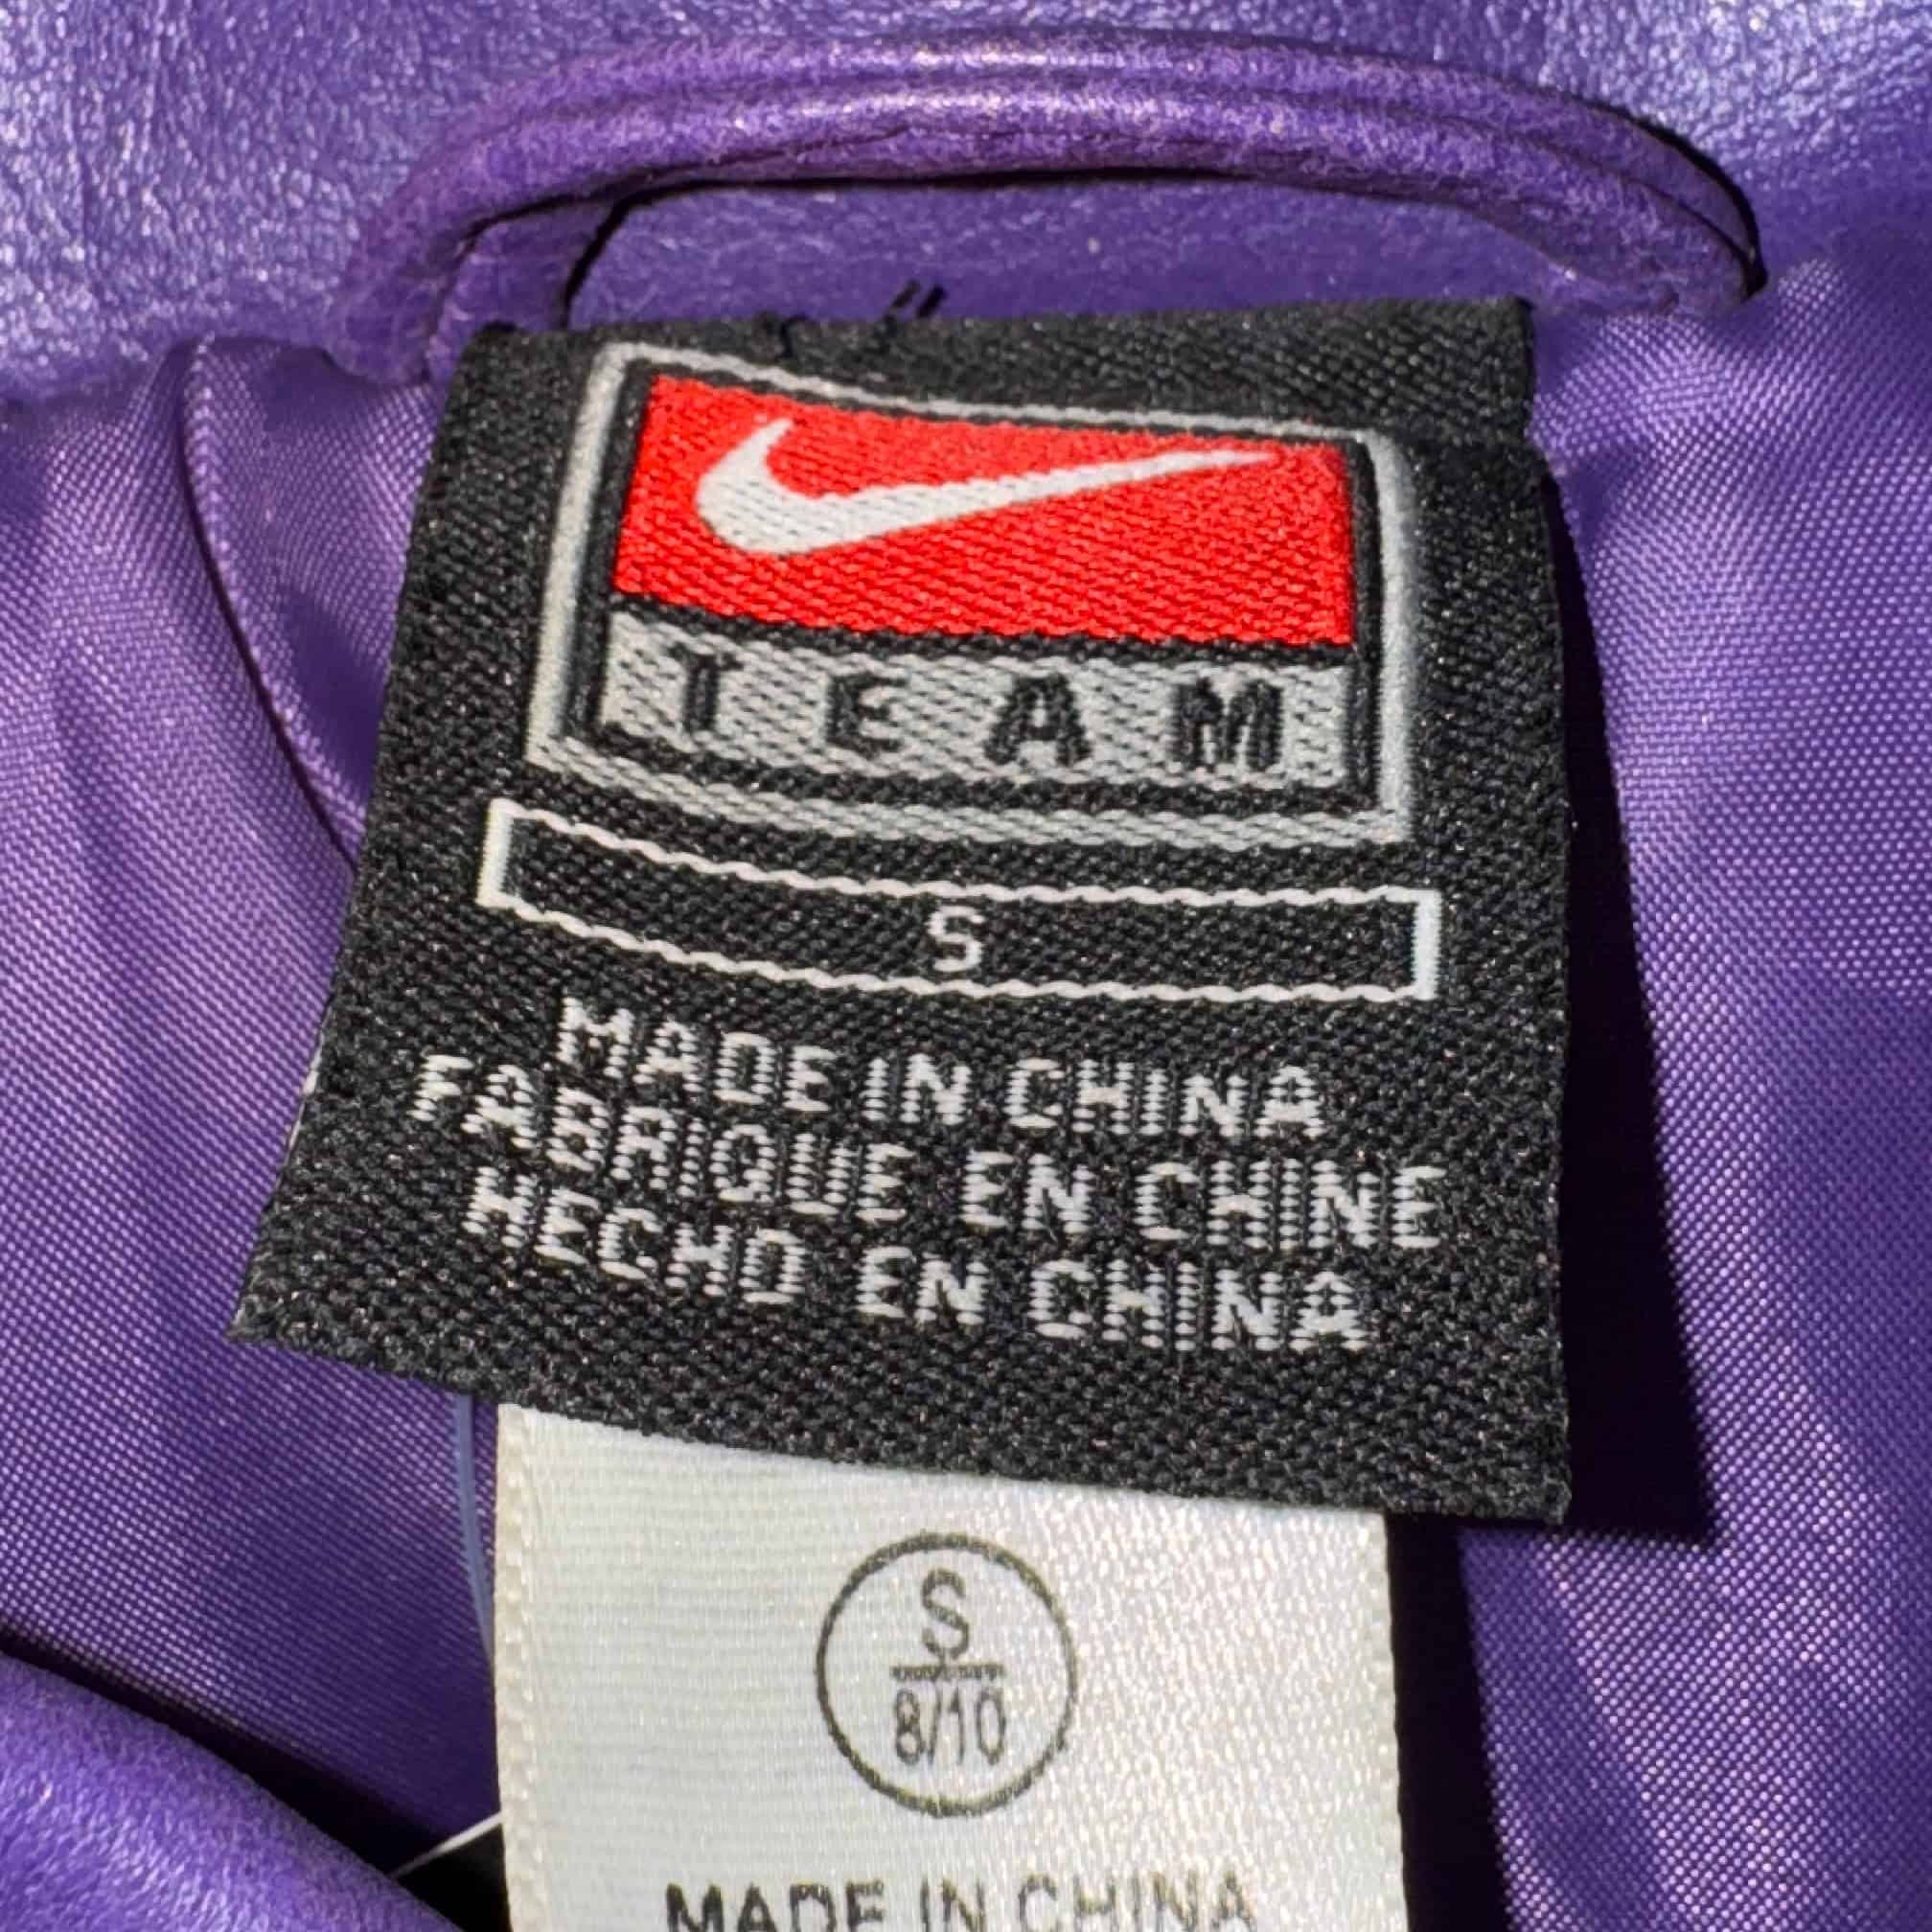 TEAM
S
MADE IN CHINA
FABRIQUE EN CHINE
HECHO EN CHINA
S
8/10
MADE IN CHINA